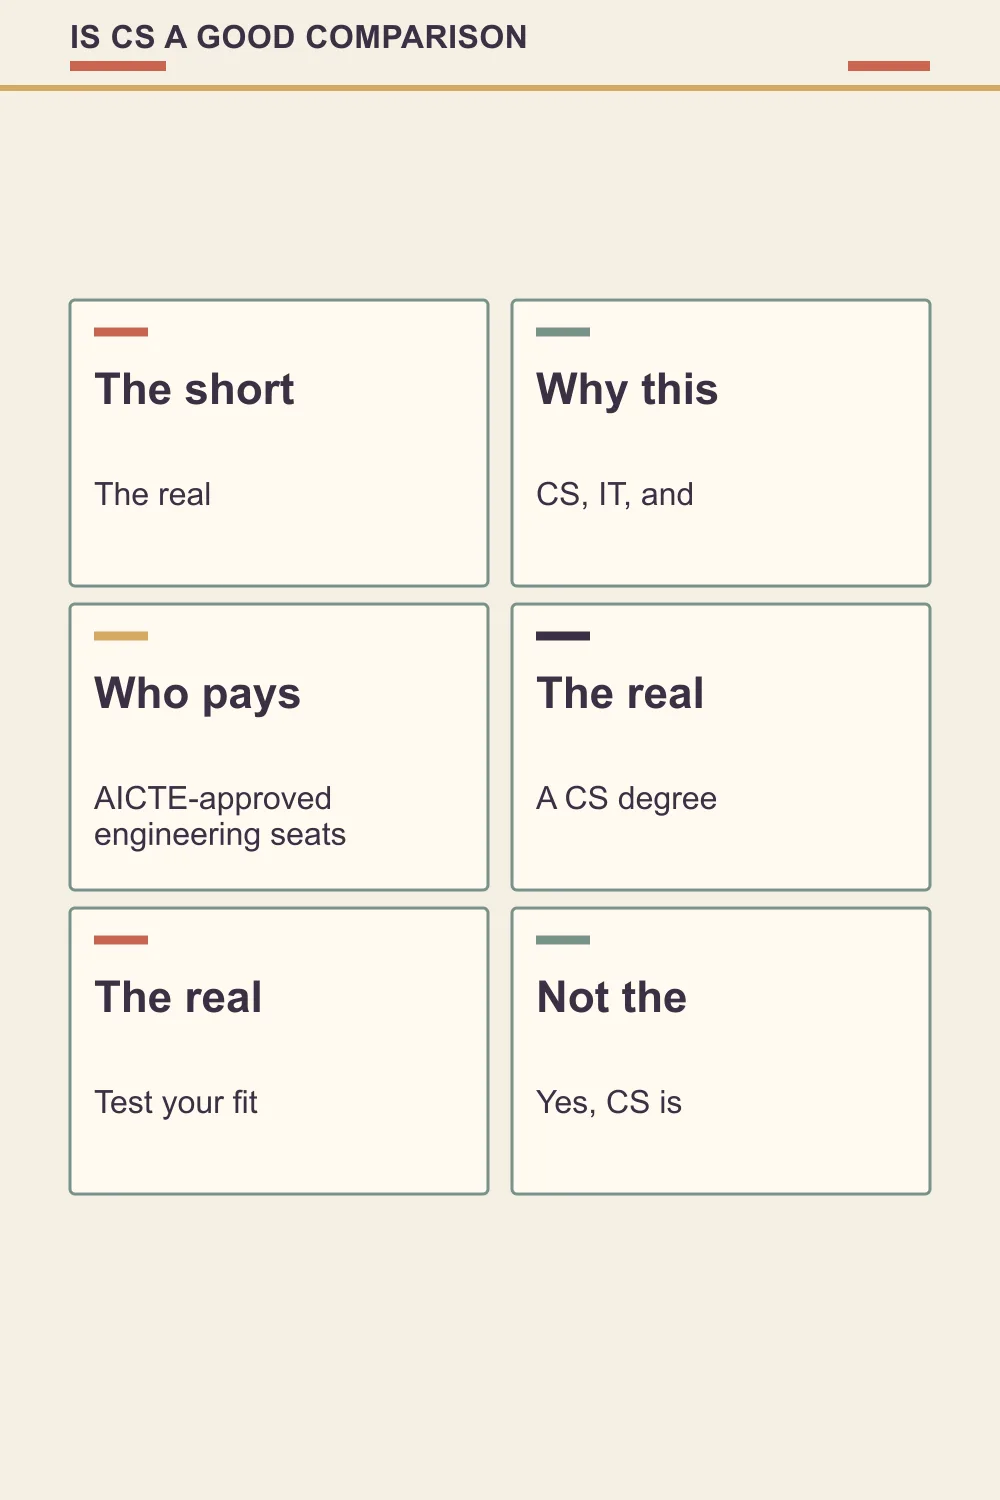 IS CS A GOOD COMPARISON
The short
The real
Why this
CS, IT, and
Who pays
AICTE-approved
engineering seats
The real
A CS degree
The real
Test your fit
Not the
Yes, CS is